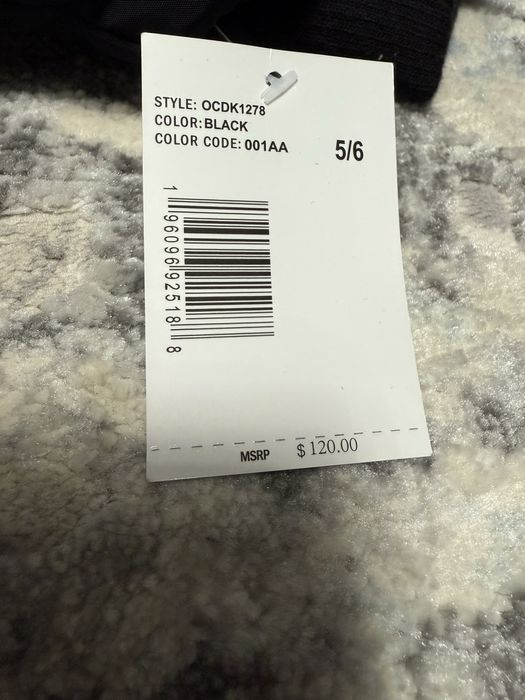 STYLE: OCDK1278
COLOR: BLACK
COLOR CODE: 001AA
5/6
1 96096 92518 8
MSRP $120.00